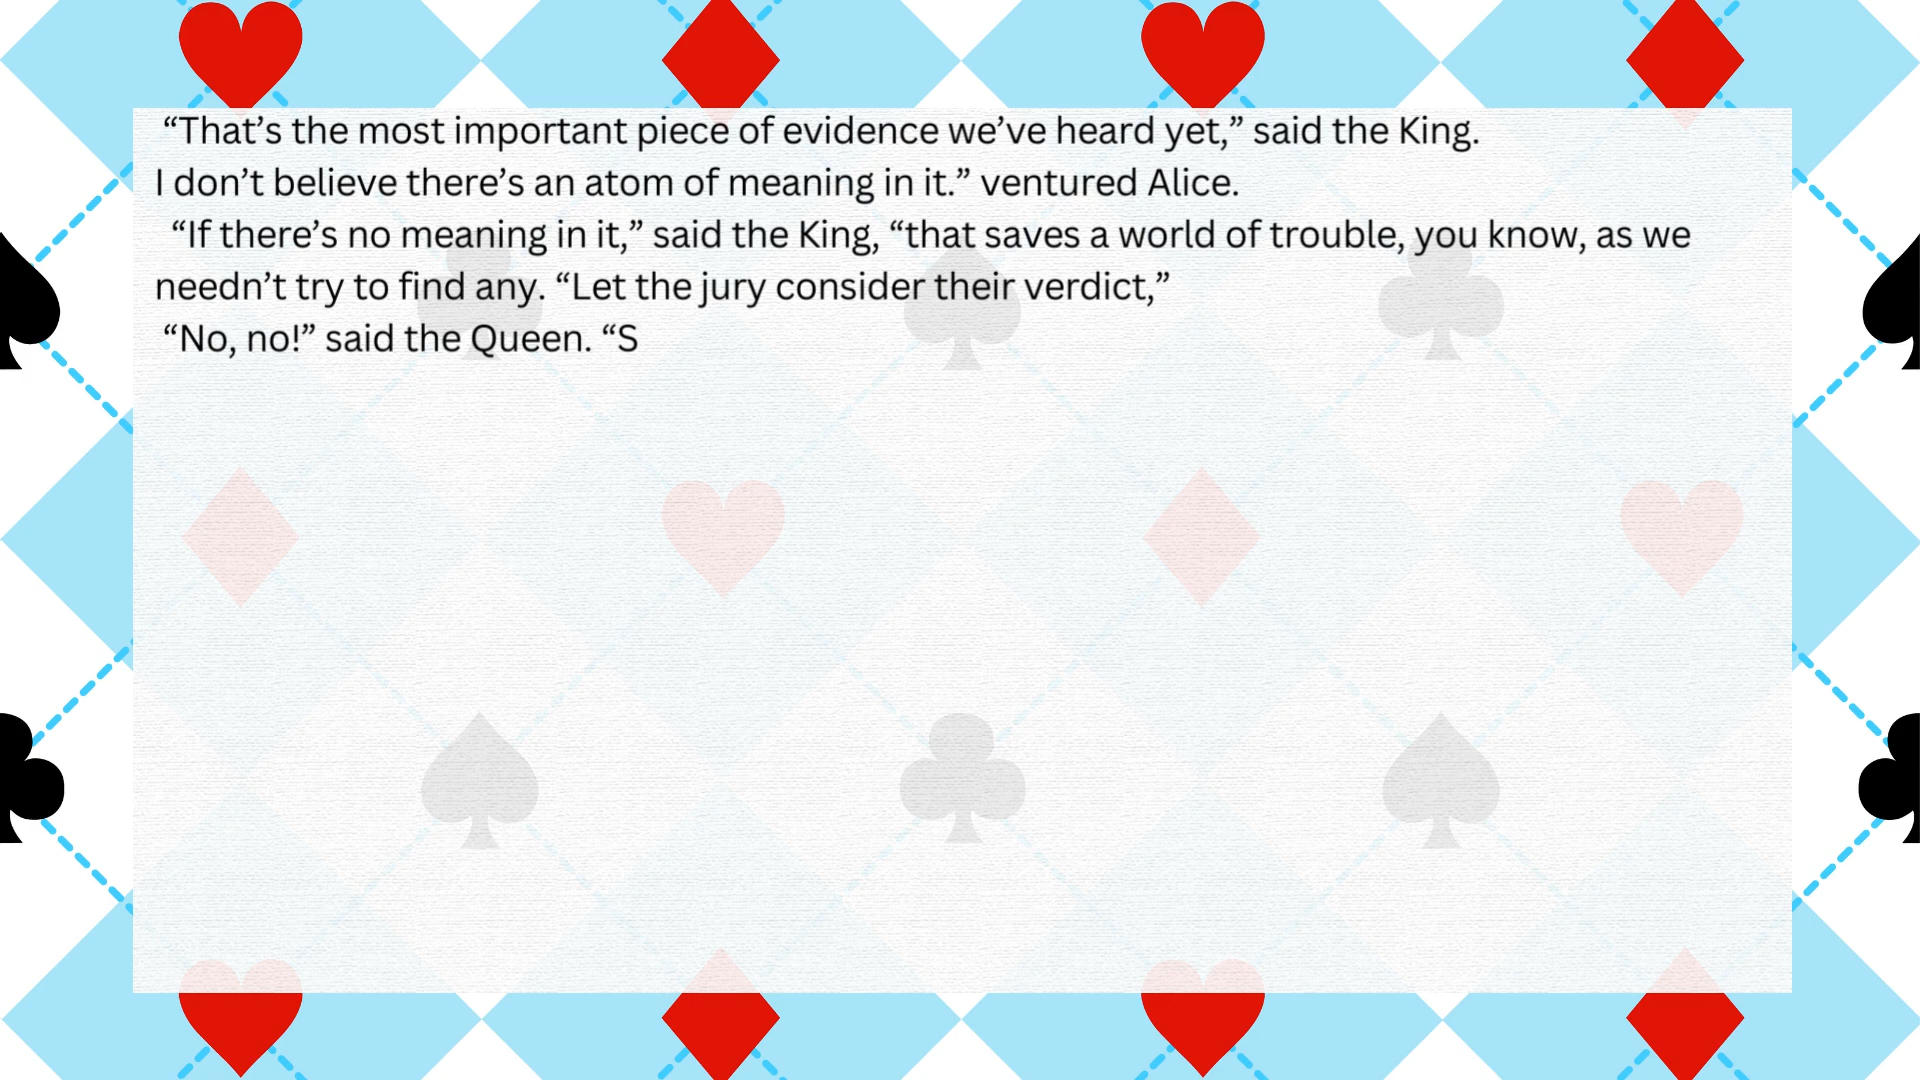 “That’s the most important piece of evidence we’ve heard yet,” said the King.
I don’t believe there’s an atom of meaning in it.” ventured Alice.
“If there’s no meaning in it,” said the King, “that saves a world of trouble, you know, as we
needn’t try to find any. “Let the jury consider their verdict,”
“No, no!” said the Queen. “S